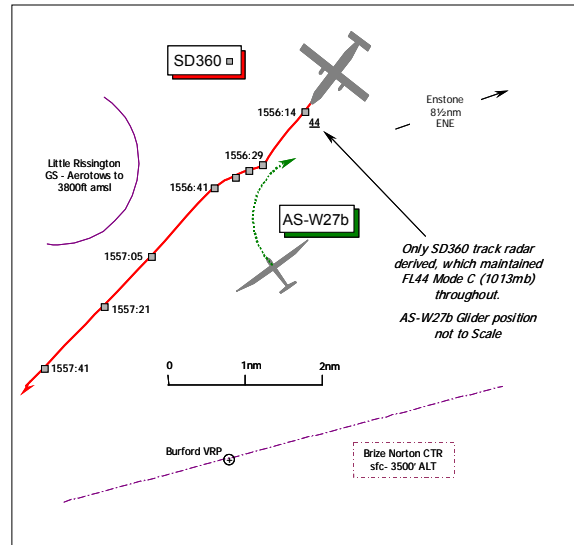 SD360
1556:14
44
Enstone
8½nm
ENE
1556:29
Little Rissington
GS - Aerotows to
3800ft amsl
1556:41
AS-W27b
Only SD360 track radar
derived, which maintained
FL44 Mode C (1013mb)
throughout.
AS-W27b Glider position
not to Scale
1557:05
1557:21
1557:41
0 1nm 2nm
Burford VRP
Brize Norton CTR
sfc- 3500' ALT